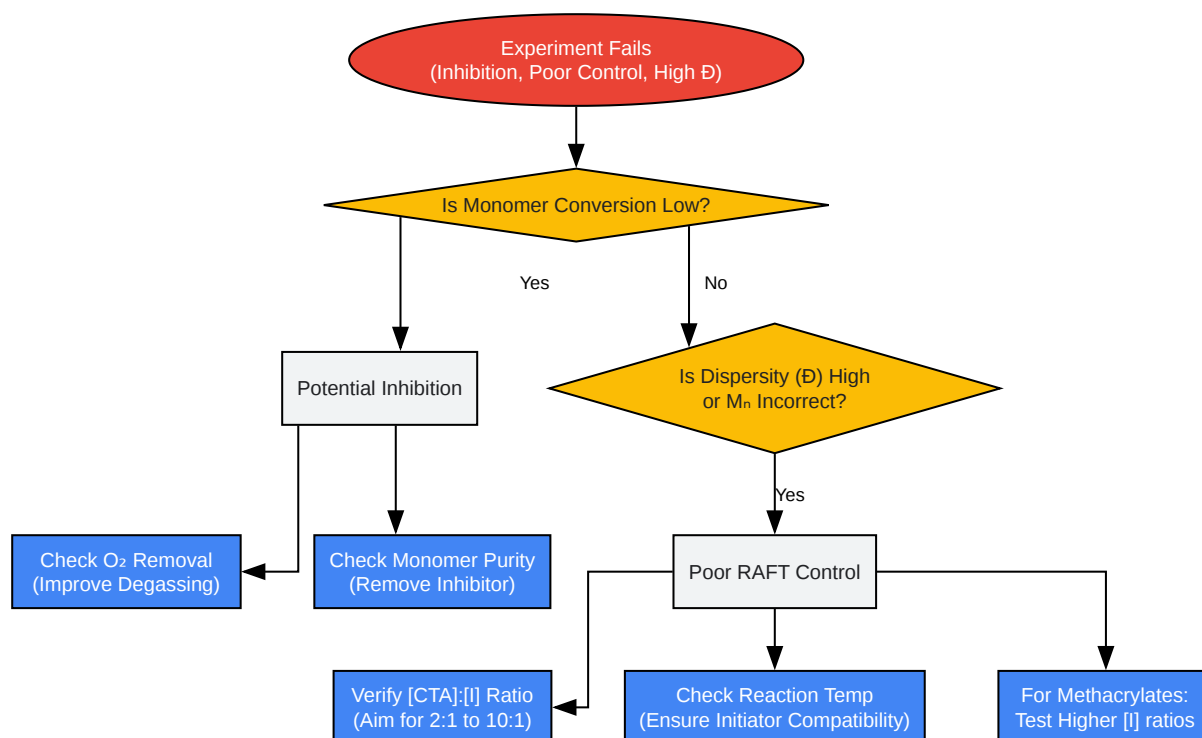 Experiment Fails
(Inhibition, Poor Control, High Đ)
Is Monomer Conversion Low?
Yes
No
Potential Inhibition
Is Dispersity (Đ) High
or Mₙ Incorrect?
Yes
Check O₂ Removal
(Improve Degassing)
Check Monomer Purity
(Remove Inhibitor)
Poor RAFT Control
Verify [CTA]:[I] Ratio
(Aim for 2:1 to 10:1)
Check Reaction Temp
(Ensure Initiator Compatibility)
For Methacrylates:
Test Higher [I] ratios